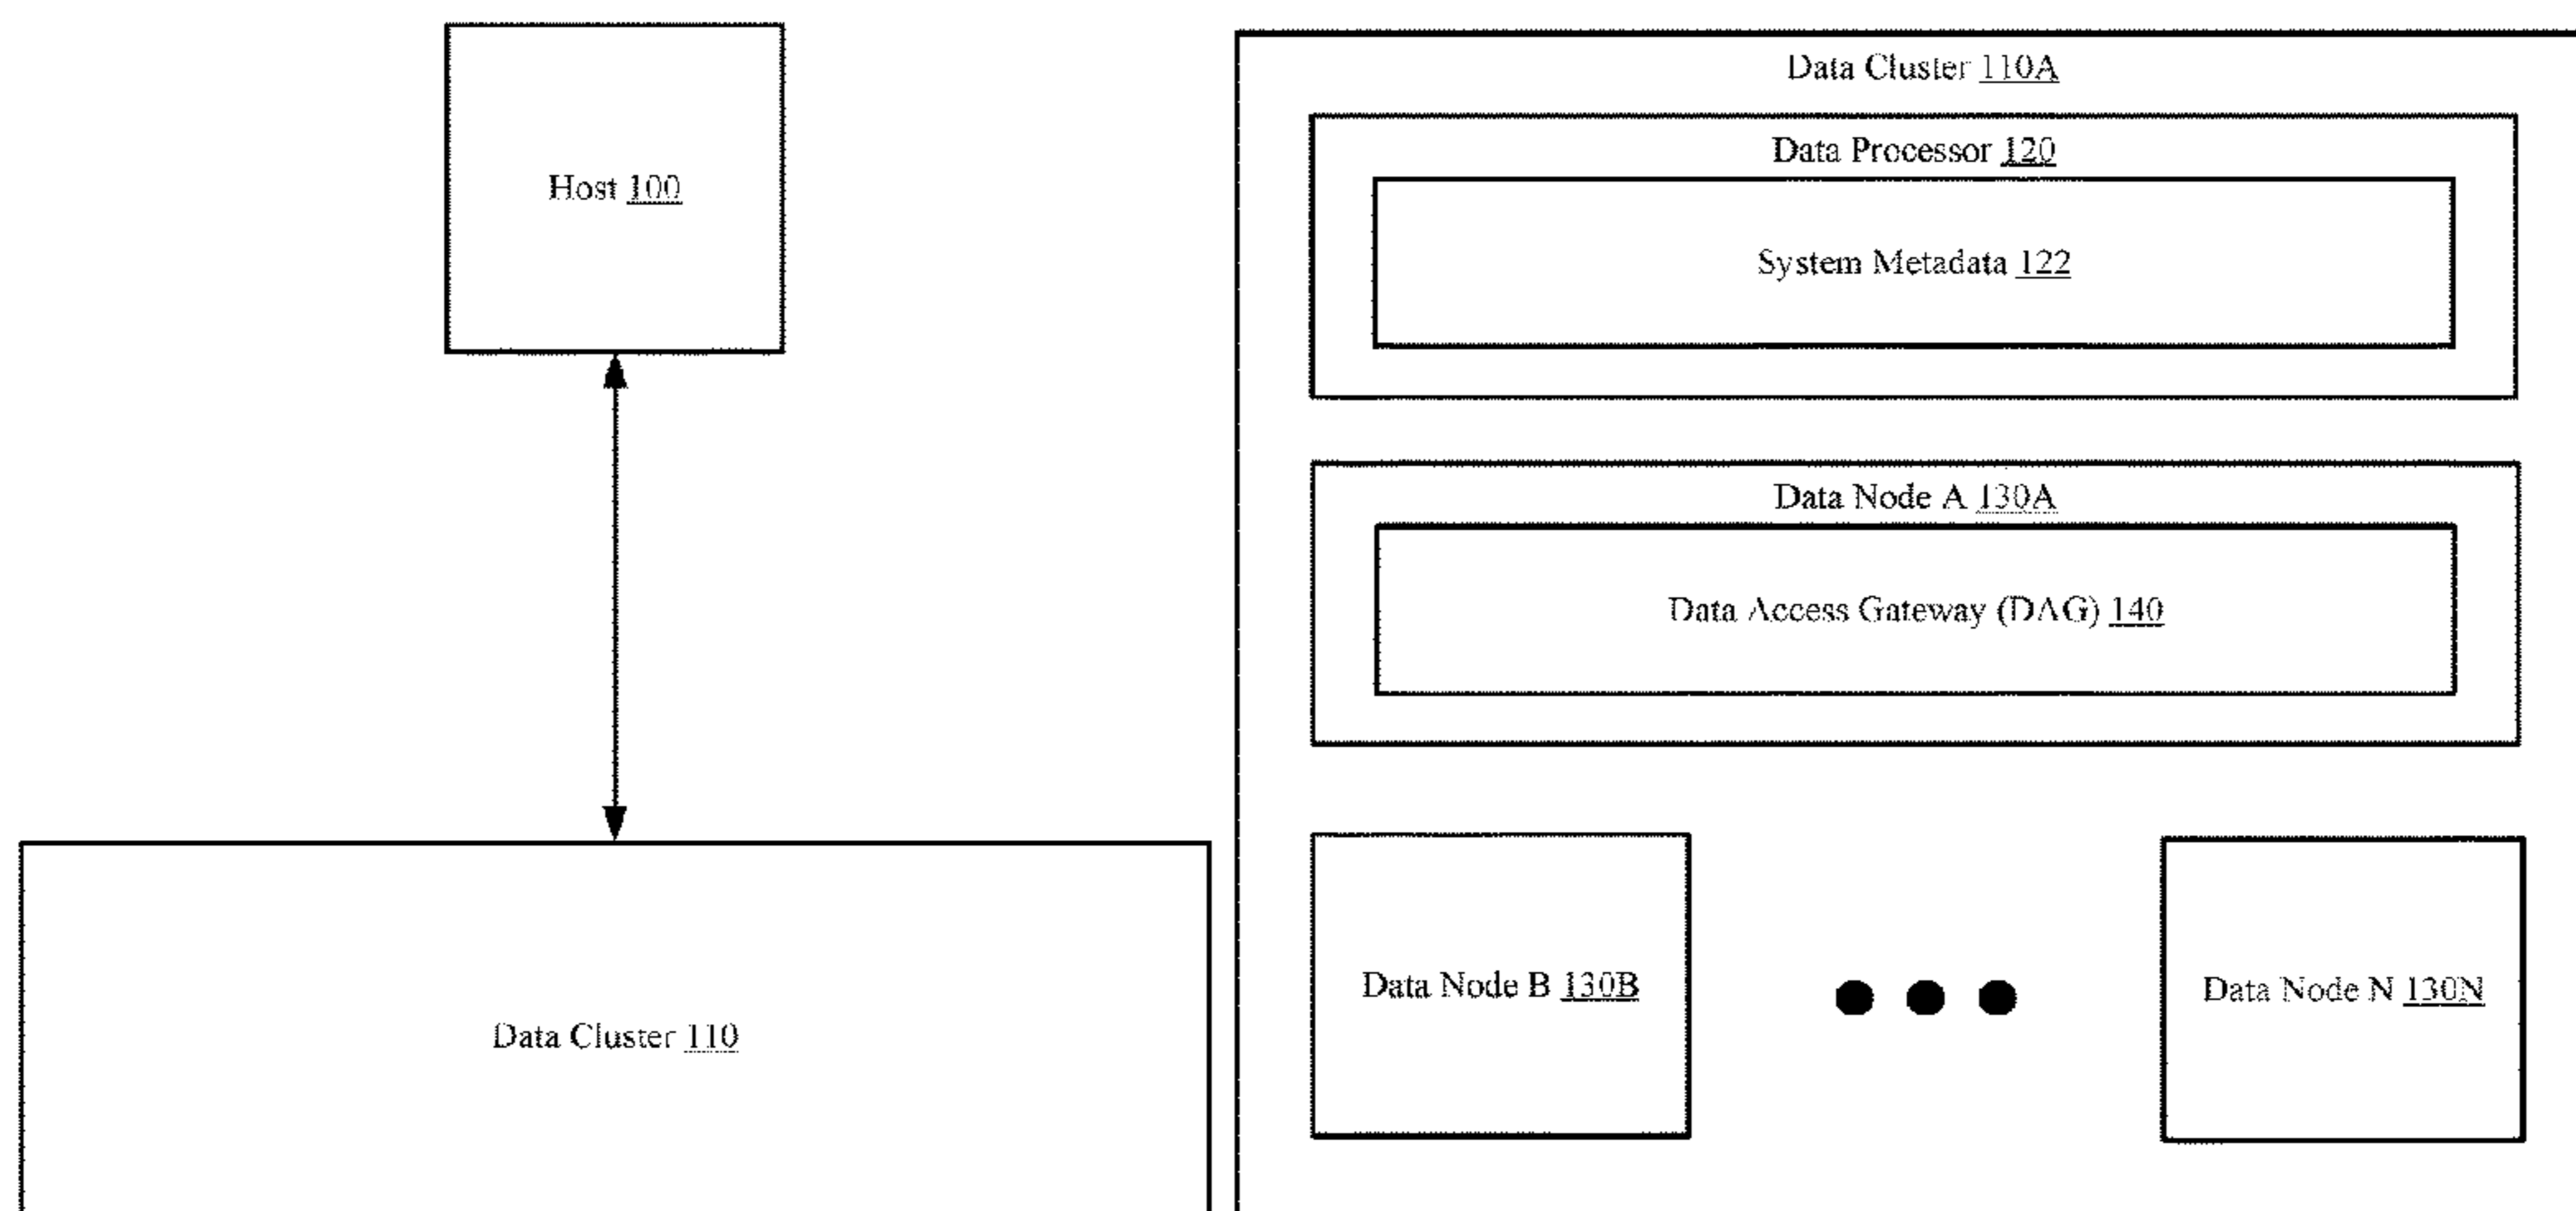 Host 100
Data Cluster 110
Data Cluster 110A
Data Processor 120
System Metadata 122
Data Node A 130A
Data Access Gateway (DAG) 140
Data Node B 130B
Data Node N 130N